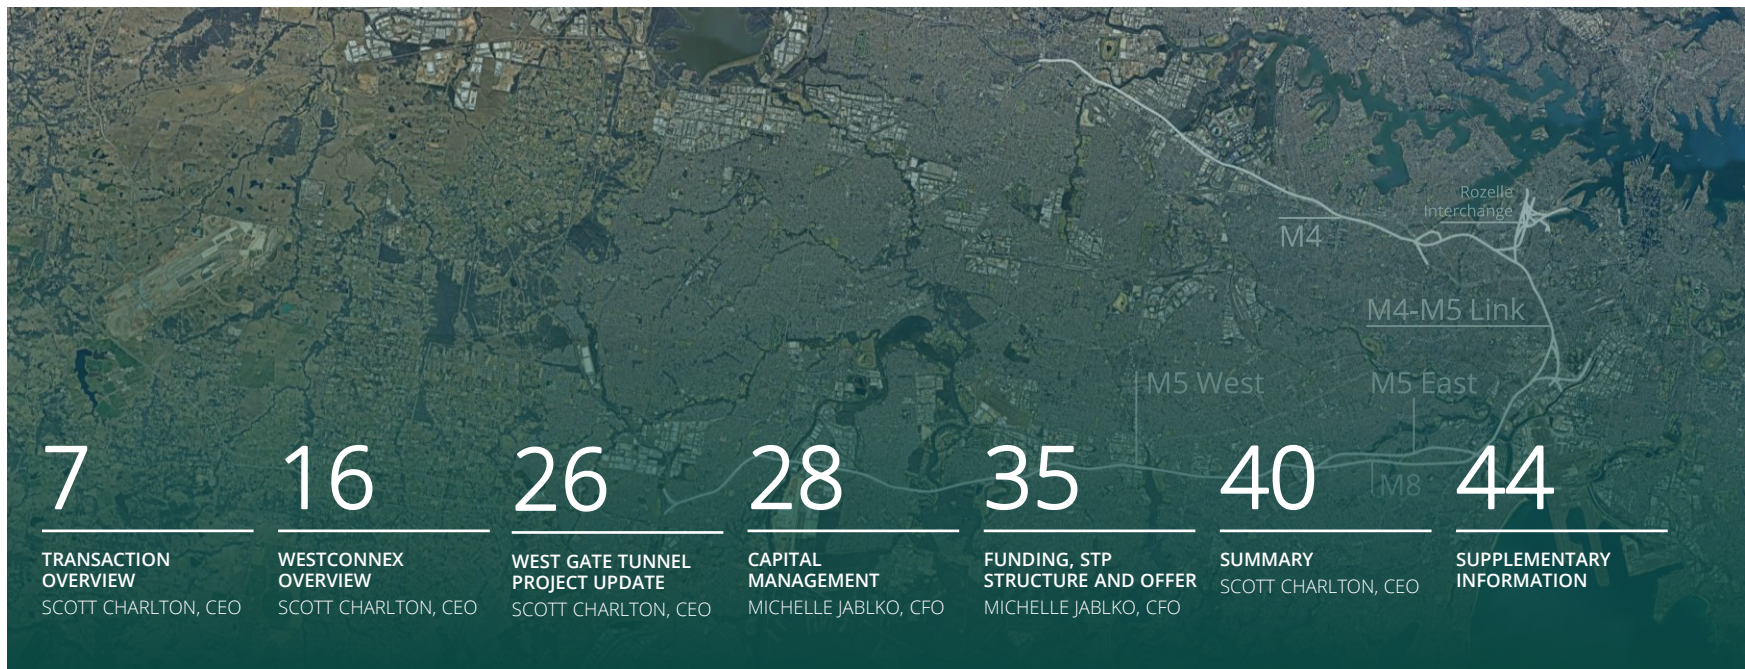 Rozelle
Interchange
M4
M4-M5 Link
M5 West
M5 East
M8
7
TRANSACTION
OVERVIEW
SCOTT CHARLTON, CEO
16
WESTCONNEX
OVERVIEW
SCOTT CHARLTON, CEO
26
WEST GATE TUNNEL
PROJECT UPDATE
SCOTT CHARLTON, CEO
28
CAPITAL
MANAGEMENT
MICHELLE JABLKO, CFO
35
FUNDING, STP
STRUCTURE AND OFFER
MICHELLE JABLKO, CFO
40
SUMMARY
SCOTT CHARLTON, CEO
44
SUPPLEMENTARY
INFORMATION